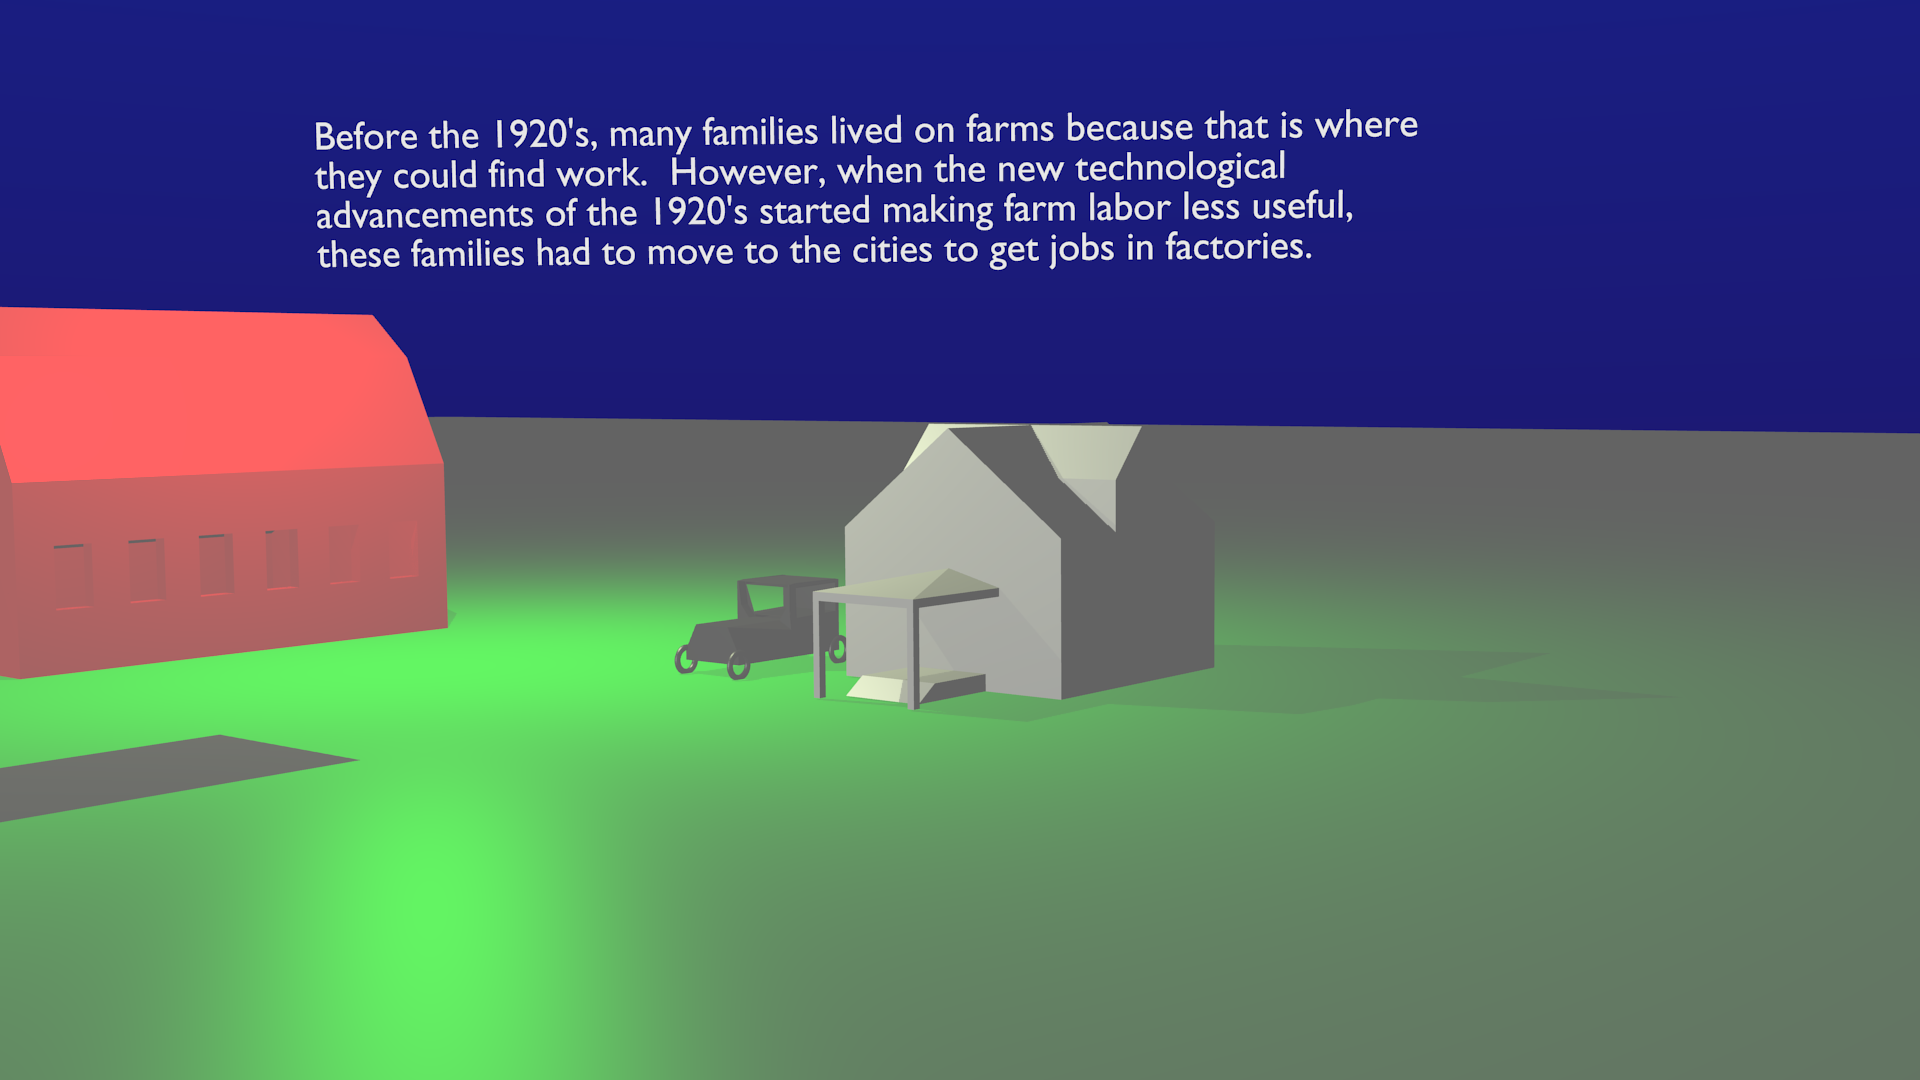 Before the 1920's, many families lived on farms because that is where
they could find work.  However, when the new technological
advancements of the 1920's started making farm labor less useful,
these families had to move to the cities to get jobs in factories.